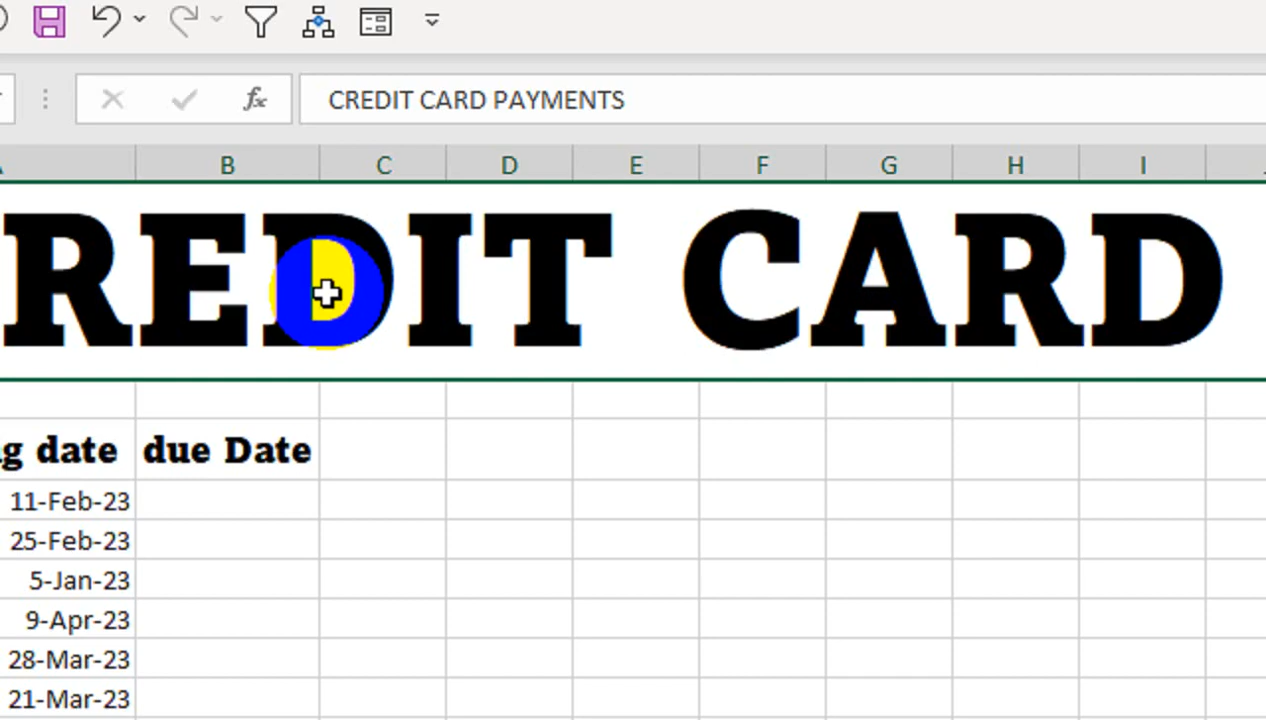 fx CREDIT CARD PAYMENTS
B C D E F G H I
REDIT CARD
g date due Date
11-Feb-23
25-Feb-23
5-Jan-23
9-Apr-23
28-Mar-23
21-Mar-23